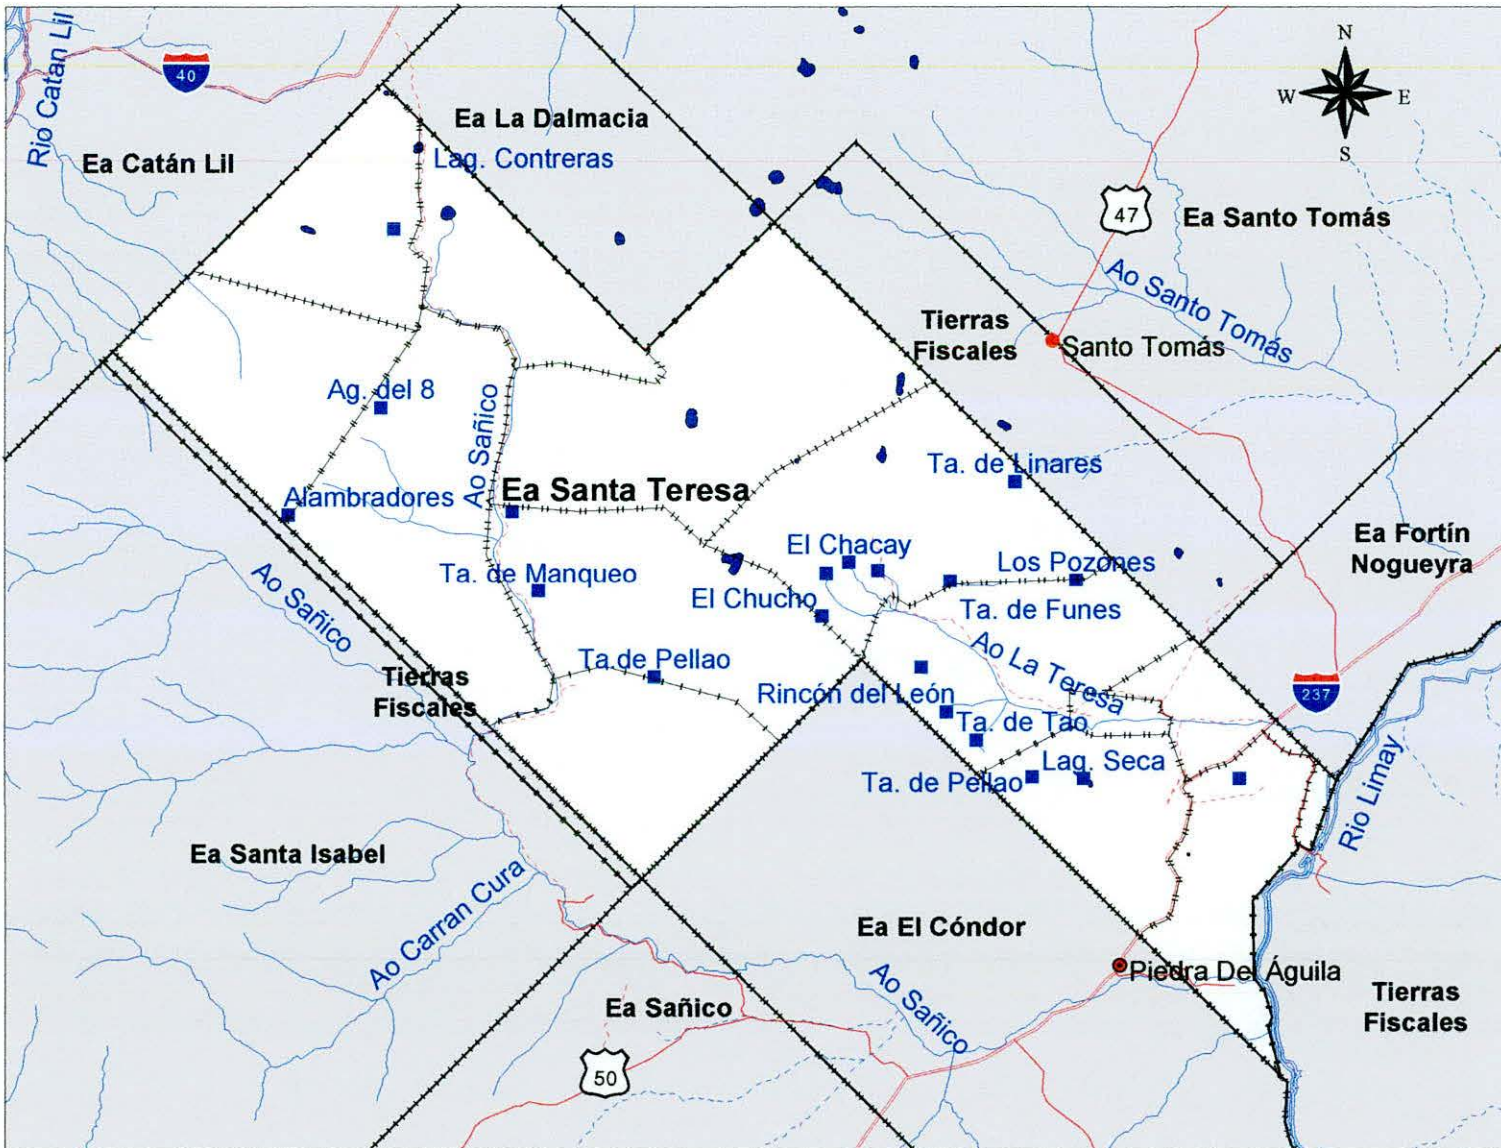 N
W E
S
40
Rio Catan Lil
Ea Catán Lil
Ea La Dalmacia
Lag. Contreras
47
Ea Santo Tomás
Ao Santo Tomás
Tierras
Fiscales
Santo Tomás
Ag. del 8
Ao Sañico
Ea Santa Teresa
Alambradores
Ta. de Linares
Ea Fortín
Nogueyra
El Chacay
Los Pozones
Ta. de Manqueo
El Chucho
Ta. de Funes
Ao Sañico
Ao La Teresa
Tierras
Fiscales
Ta.de Pellao
Rincón del León
Ta. de Tao
237
Ta. de Pellao
Lag. Seca
Rio Limay
Ea Santa Isabel
Ao Carran Cura
Ea El Cóndor
Piedra Del Águila
Ao Sañico
Ea Sañico
Tierras
Fiscales
50